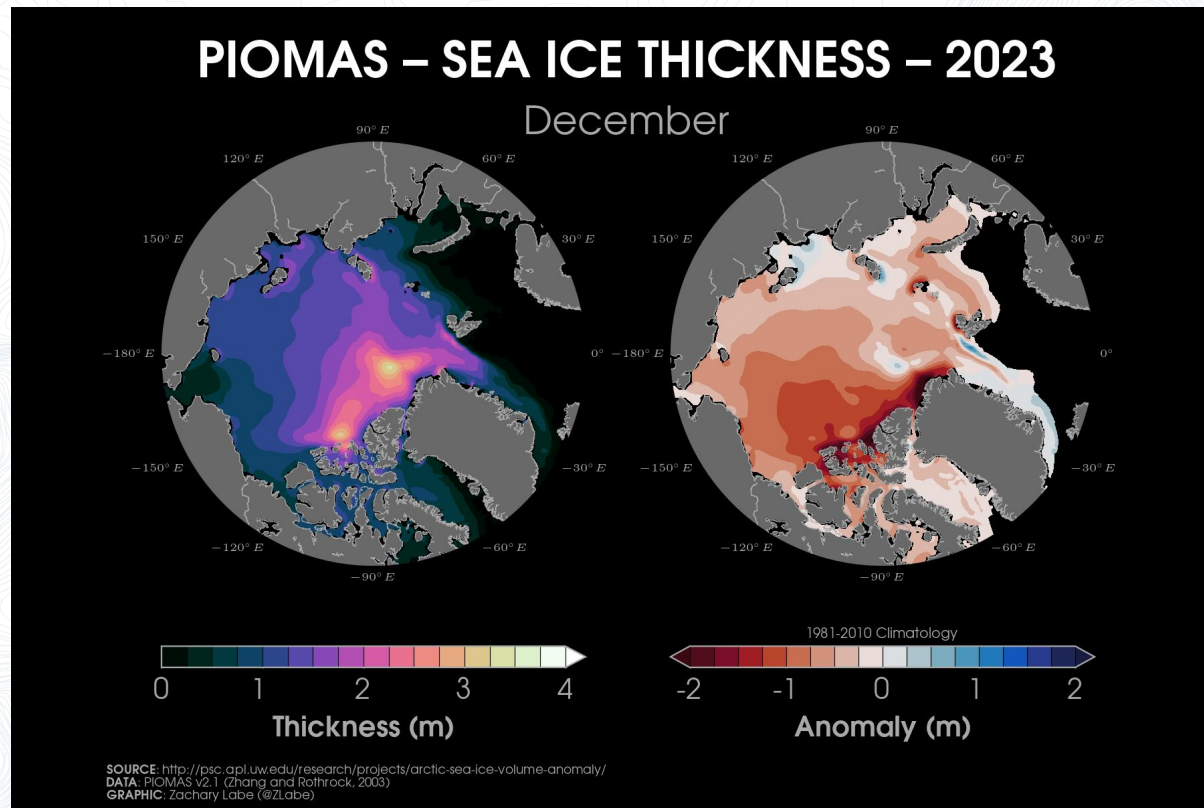 PIOMAS – SEA ICE THICKNESS – 2023
December
90° E
120° E
60° E
150° E
30° E
−180° E
0°
−150° E
−30° E
−120° E
−60° E
−90° E
90° E
120° E
60° E
150° E
30° E
−180° E
0°
−150° E
−30° E
−120° E
−60° E
−90° E
0 1 2 3 4
Thickness (m)
1981-2010 Climatology
-2 -1 0 1 2
Anomaly (m)
SOURCE: http://psc.apl.uw.edu/research/projects/arctic-sea-ice-volume-anomaly/
DATA: PIOMAS v2.1 (Zhang and Rothrock, 2003)
GRAPHIC: Zachary Labe (@ZLabe)